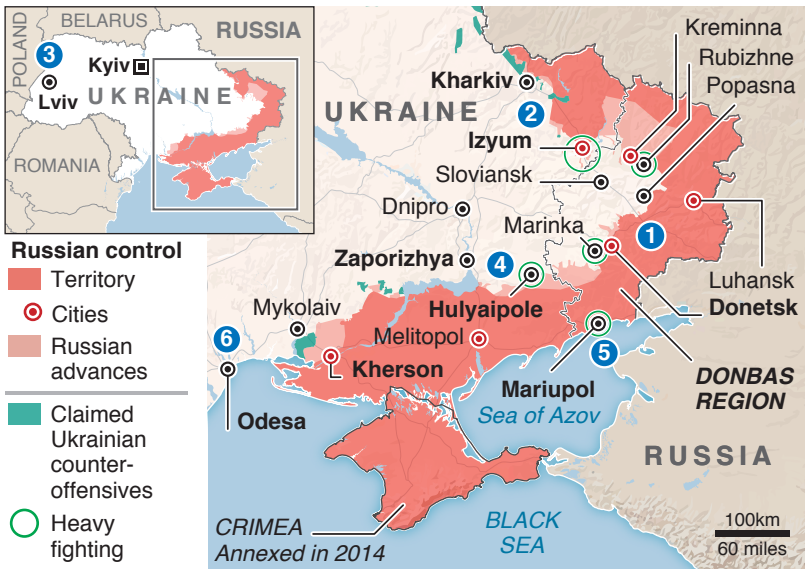 BELARUS
POLAND
RUSSIA
3
Kyiv
Lviv
UKRAINE
ROMANIA
Russian control
Territory
Cities
Russian
advances
Claimed
Ukrainian
counter-
offensives
Heavy
fighting
Kreminna
Rubizhne
Popasna
Kharkiv
UKRAINE
2
Izyum
Sloviansk
Dnipro
Marinka
1
Zaporizhya
4
Luhansk
Donetsk
Hulyaipole
Mykolaiv
6
Melitopol
5
Kherson
Mariupol
DONBAS
REGION
Odesa
Sea of Azov
RUSSIA
CRIMEA
Annexed in 2014
BLACK
SEA
100km
60 miles